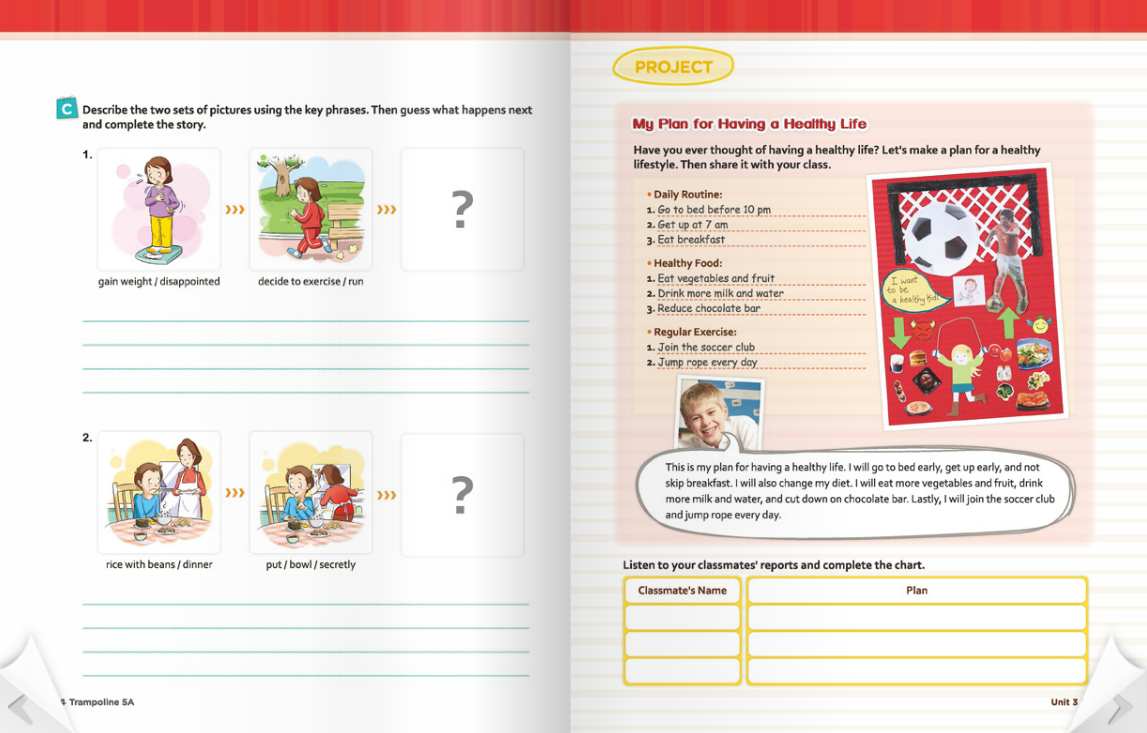 C Describe the two sets of pictures using the key phrases. Then guess what happens next
and complete the story.
1.
>>>
>>>
?
gain weight / disappointed
decide to exercise / run
2.
>>>
>>>
?
rice with beans / dinner
put / bowl / secretly
4 Trampoline 5A
PROJECT
My Plan for Having a Healthy Life
Have you ever thought of having a healthy life? Let's make a plan for a healthy
lifestyle. Then share it with your class.
• Daily Routine:
1. Go to bed before 10 pm
2. Get up at 7 am
3. Eat breakfast
• Healthy Food:
1. Eat vegetables and fruit
2. Drink more milk and water
3. Reduce chocolate bar
• Regular Exercise:
1. Join the soccer club
2. Jump rope every day
I want
to be
a healthy kid!
This is my plan for having a healthy life. I will go to bed early, get up early, and not
skip breakfast. I will also change my diet. I will eat more vegetables and fruit, drink
more milk and water, and cut down on chocolate bar. Lastly, I will join the soccer club
and jump rope every day.
Listen to your classmates' reports and complete the chart.
Classmate's Name
Plan
Unit 3